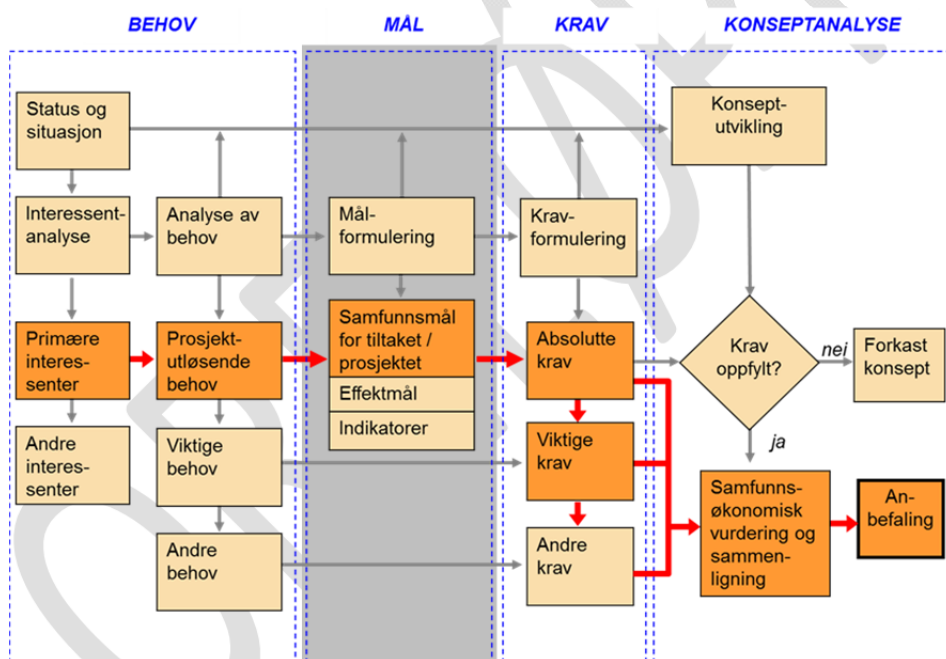 BEHOV
MÅL
KRAV
KONSEPTANALYSE
Status og
situasjon
Interessent-
analyse
Primære
interes-
senter
Andre
interes-
senter
Analyse av
behov
Prosjekt-
utløsende
behov
Viktige
behov
Andre
behov
Mål-
formulering
Samfunnsmål
for tiltaket /
prosjektet
Effektmål
Indikatorer
Krav-
formulering
Absolutte
krav
Viktige
krav
Andre
krav
Konsept-
utvikling
Krav
oppfylt?
nei
Forkast
konsept
ja
Samfunns-
økonomisk
vurdering og
sammen-
ligning
An-
befaling